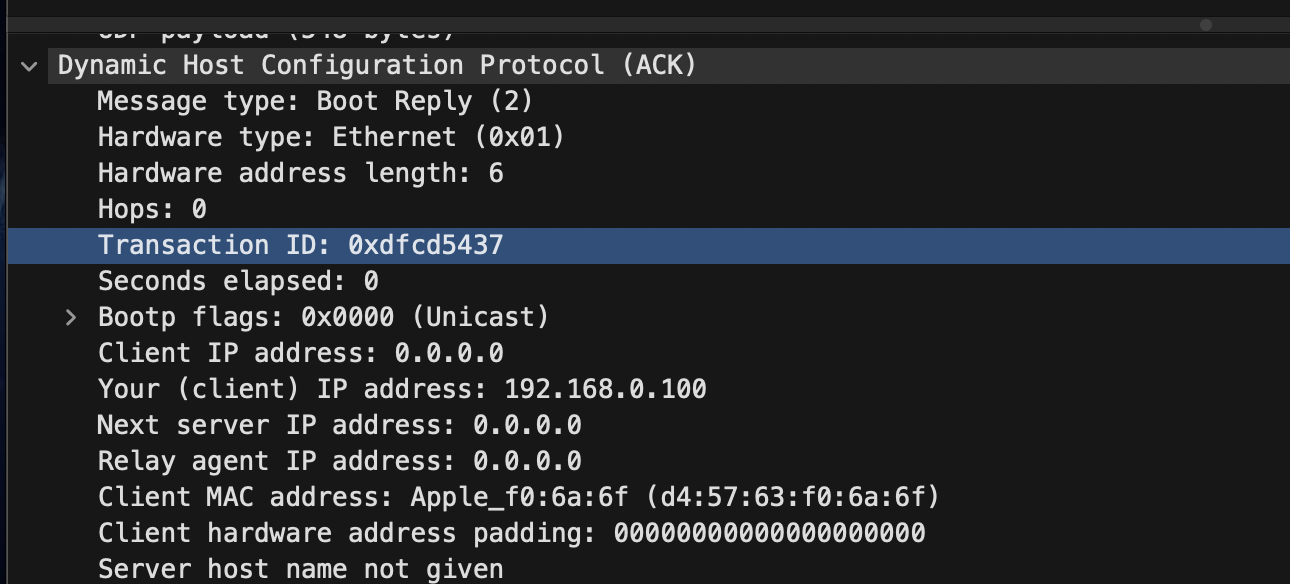 UDP payload (548 bytes)
Dynamic Host Configuration Protocol (ACK)
Message type: Boot Reply (2)
Hardware type: Ethernet (0x01)
Hardware address length: 6
Hops: 0
Transaction ID: 0xdfcd5437
Seconds elapsed: 0
Bootp flags: 0x0000 (Unicast)
Client IP address: 0.0.0.0
Your (client) IP address: 192.168.0.100
Next server IP address: 0.0.0.0
Relay agent IP address: 0.0.0.0
Client MAC address: Apple_f0:6a:6f (d4:57:63:f0:6a:6f)
Client hardware address padding: 00000000000000000000
Server host name not given